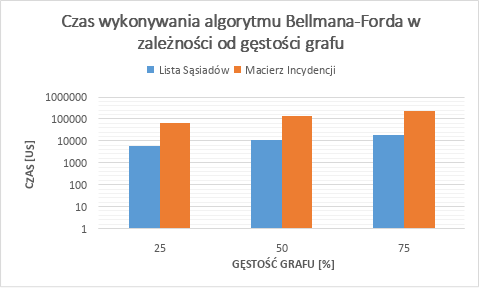 Czas wykonywania algorytmu Bellmana-Forda w
zależności od gęstości grafu
Lista Sąsiadów Macierz Incydencji
1000000
100000
10000
1000
100
10
1
CZAS [US]
25 50 75
GĘSTOŚĆ GRAFU [%]